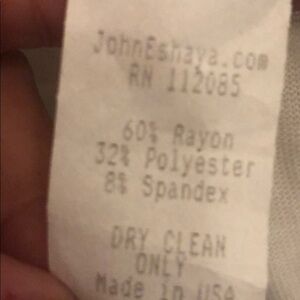 JohnEshaya.com
RN 112085
60% Rayon
32% Polyester
8% Spandex
DRY CLEAN
ONLY
Made in USA